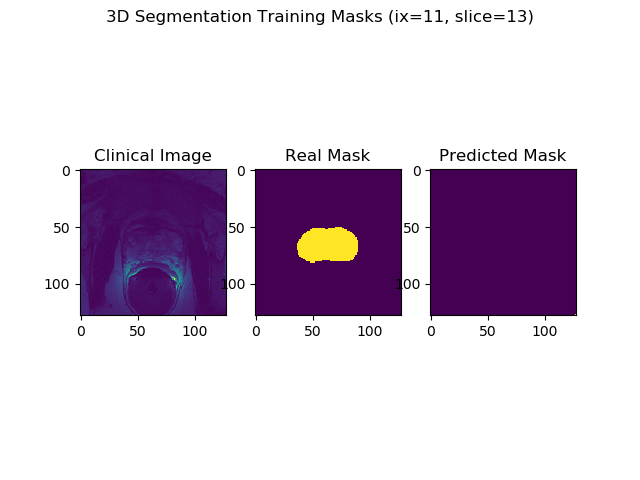 3D Segmentation Training Masks (ix=11, slice=13)
Clinical Image Real Mask Predicted Mask
0 0 0
50 50 50
100 100 100
0 50 100 0 50 100 0 50 100